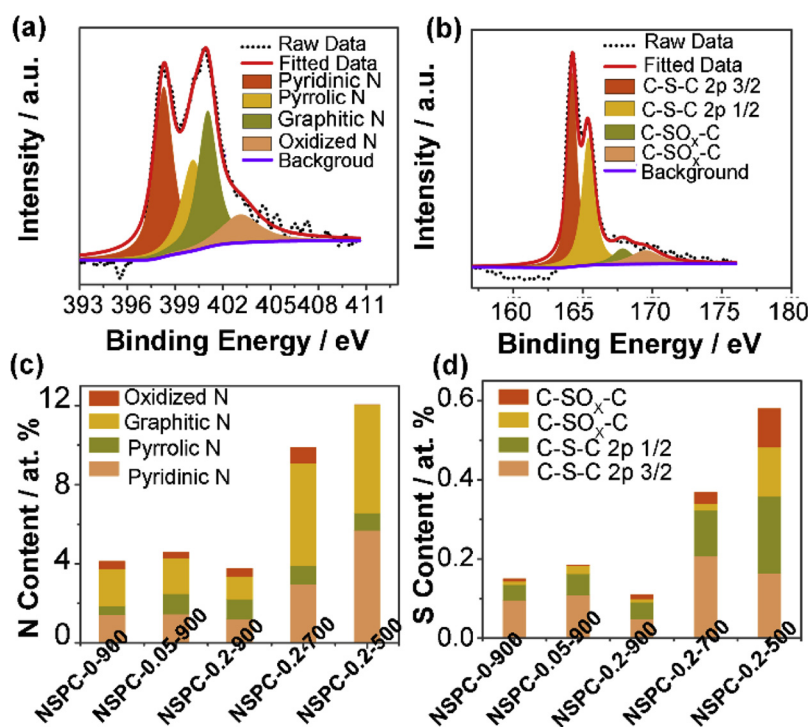 (a)
Raw Data
Fitted Data
Pyridinic N
Pyrrolic N
Graphitic N
Oxidized N
Backgroud
Intensity / a.u.
393 396 399 402 405 408 411
Binding Energy / eV
(b)
Raw Data
Fitted Data
C-S-C 2p 3/2
C-S-C 2p 1/2
C-SOx-C
C-SOx-C
Background
Intensity / a.u.
160 165 170 175 180
Binding Energy / eV
(c)
Oxidized N
Graphitic N
Pyrrolic N
Pyridinic N
N Content / at. %
12
8
4
0
NSPC-0-900
NSPC-0.05-900
NSPC-0.2-900
NSPC-0.2-700
NSPC-0.2-500
(d)
C-SOx-C
C-SOx-C
C-S-C 2p 1/2
C-S-C 2p 3/2
S Content / at. %
0.6
0.4
0.2
0.0
NSPC-0-900
NSPC-0.05-900
NSPC-0.2-900
NSPC-0.2-700
NSPC-0.2-500